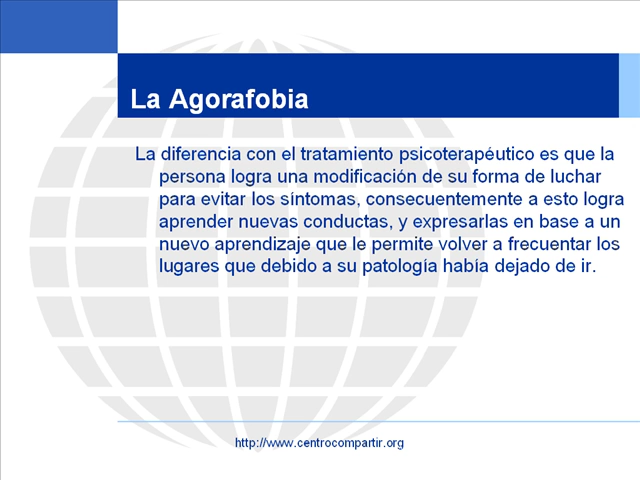 La Agorafobia
La diferencia con el tratamiento psicoterapéutico es que la
persona logra una modificación de su forma de luchar
para evitar los síntomas, consecuentemente a esto logra
aprender nuevas conductas, y expresarlas en base a un
nuevo aprendizaje que le permite volver a frecuentar los
lugares que debido a su patología había dejado de ir.
http://www.centrocompartir.org